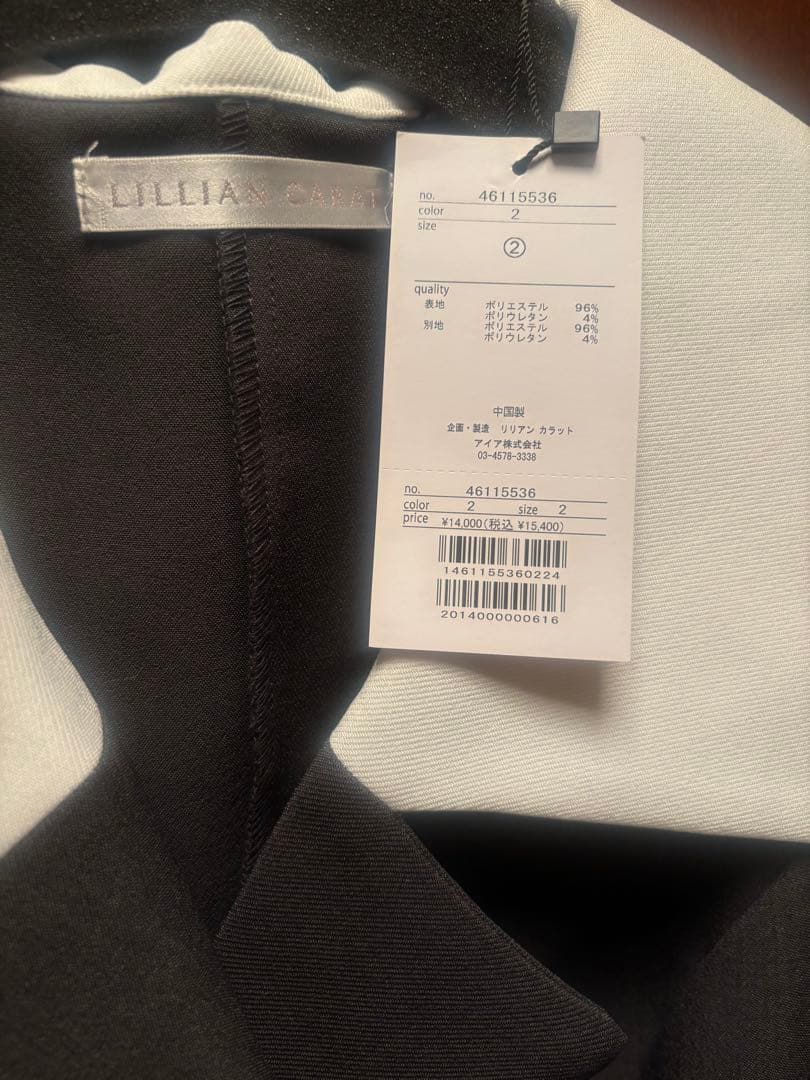 LILLIAN CARAT
no. 46115536
color 2
size
②
quality
表地 ポリエステル 96%
ポリウレタン 4%
別地 ポリエステル 96%
ポリウレタン 4%
中国製
企画・製造 リリアン カラット
アイア株式会社
03-4578-3338
no. 46115536
color 2 size 2
price ¥14,000(税込 ¥15,400)
1461155360224
2014000000616